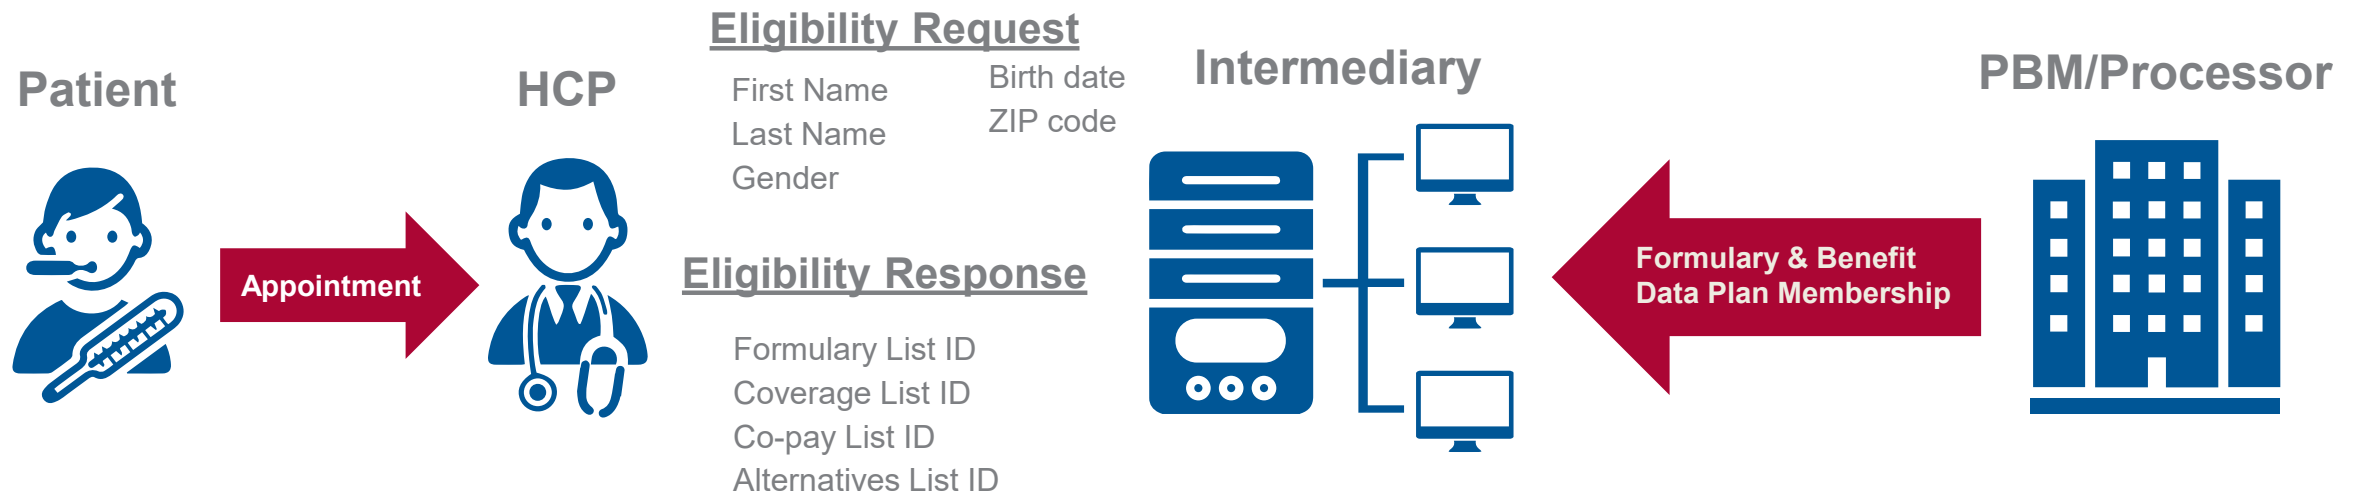 Patient
Appointment
HCP
Eligibility Request
First Name
Last Name
Gender
Birth date
ZIP code
Eligibility Response
Formulary List ID
Coverage List ID
Co-pay List ID
Alternatives List ID
Intermediary
Formulary & Benefit
Data Plan Membership
PBM/Processor